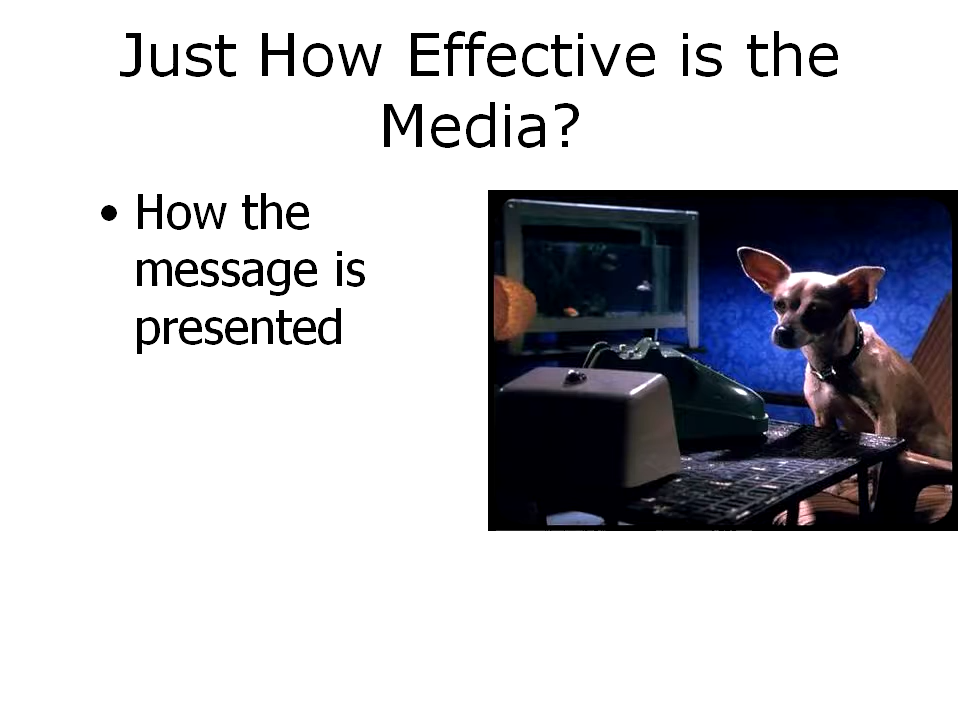 Just How Effective is the
Media?
• How the
message is
presented